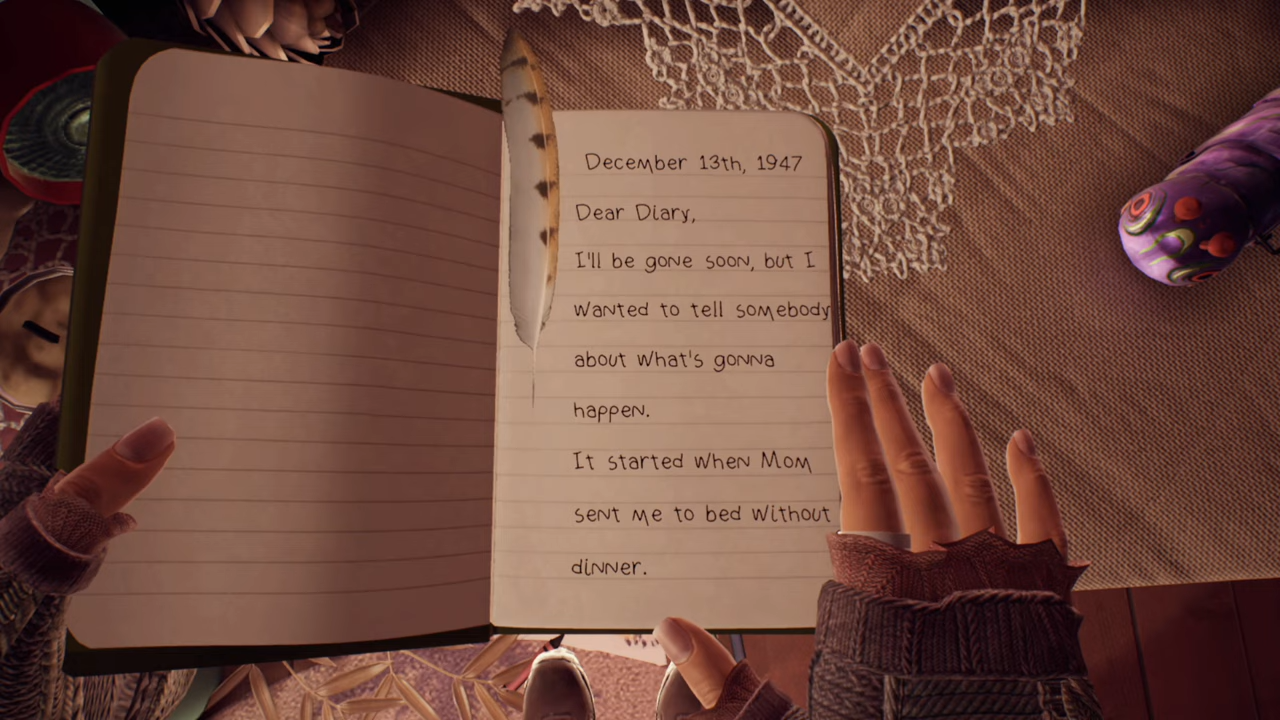 December 13th, 1947
Dear Diary,
I'll be gone soon, but I
wanted to tell somebody
about what's gonna
happen.
It started when Mom
sent me to bed without
dinner.